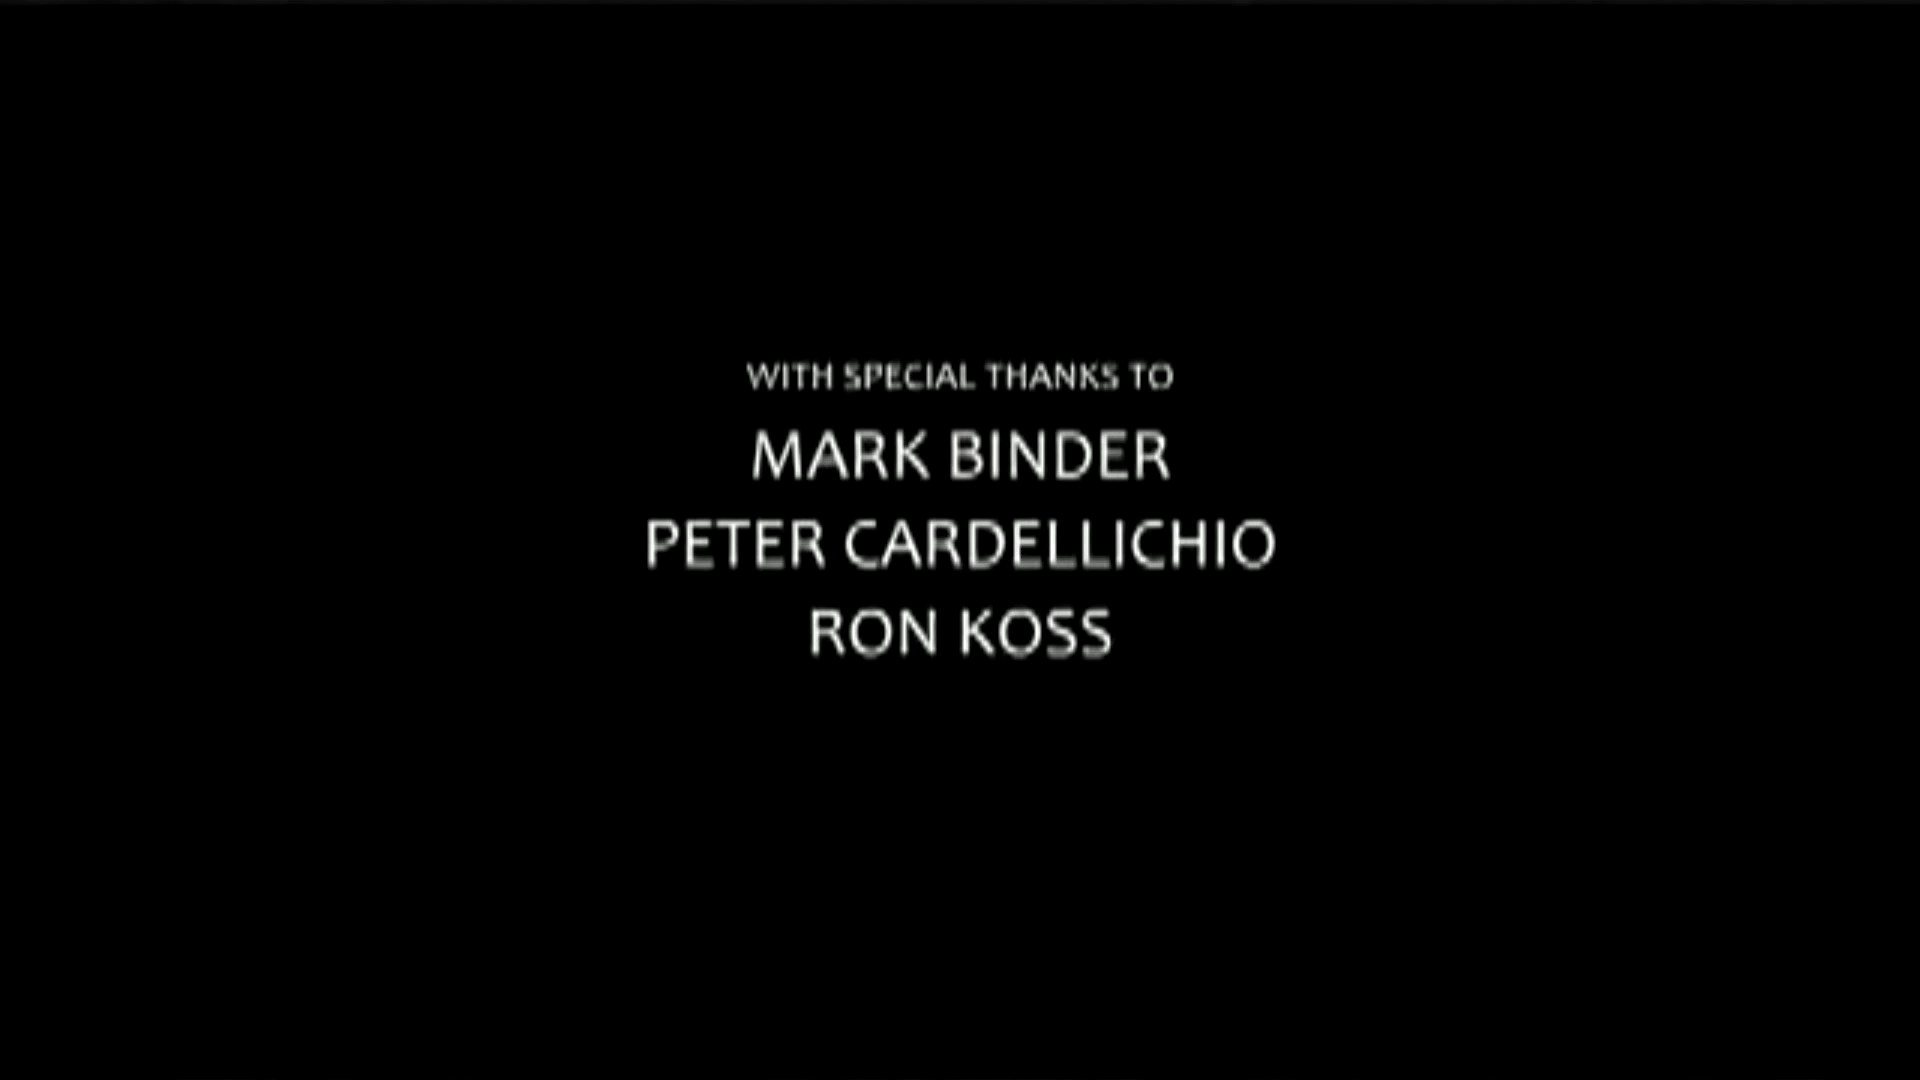 WITH SPECIAL THANKS TO
MARK BINDER
PETER CARDELLICHIO
RON KOSS